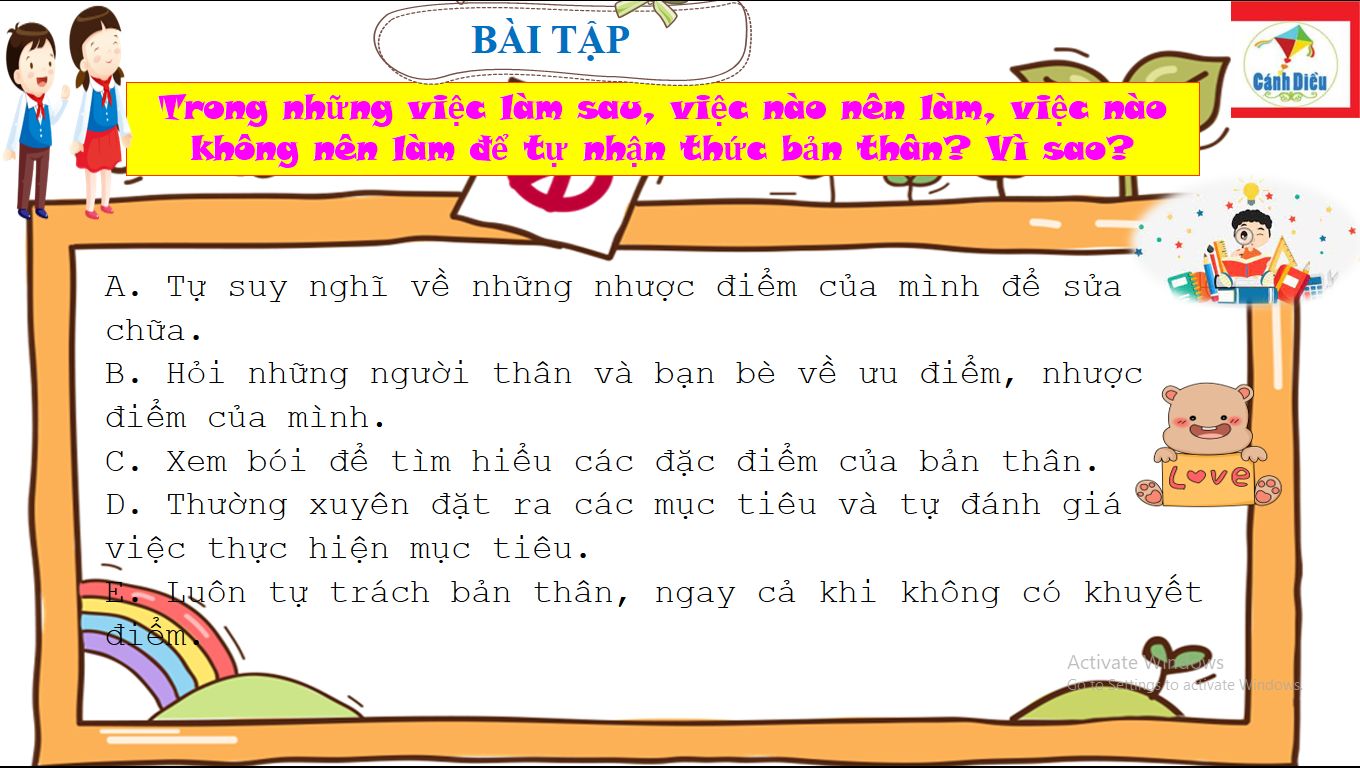 BÀI TẬP
Cánh Diều
Trong những việc làm sau, việc nào nên làm, việc nào
không nên làm để tự nhận thức bản thân? Vì sao?
A. Tự suy nghĩ về những nhược điểm của mình để sửa
chữa.
B. Hỏi những người thân và bạn bè về ưu điểm, nhược
điểm của mình.
C. Xem bói để tìm hiểu các đặc điểm của bản thân.
LOVE
D. Thường xuyên đặt ra các mục tiêu và tự đánh giá
việc thực hiện mục tiêu.
E. Luôn tự trách bản thân, ngay cả khi không có khuyết
điểm.
Activate Windows
Go to Settings to activate Windows.